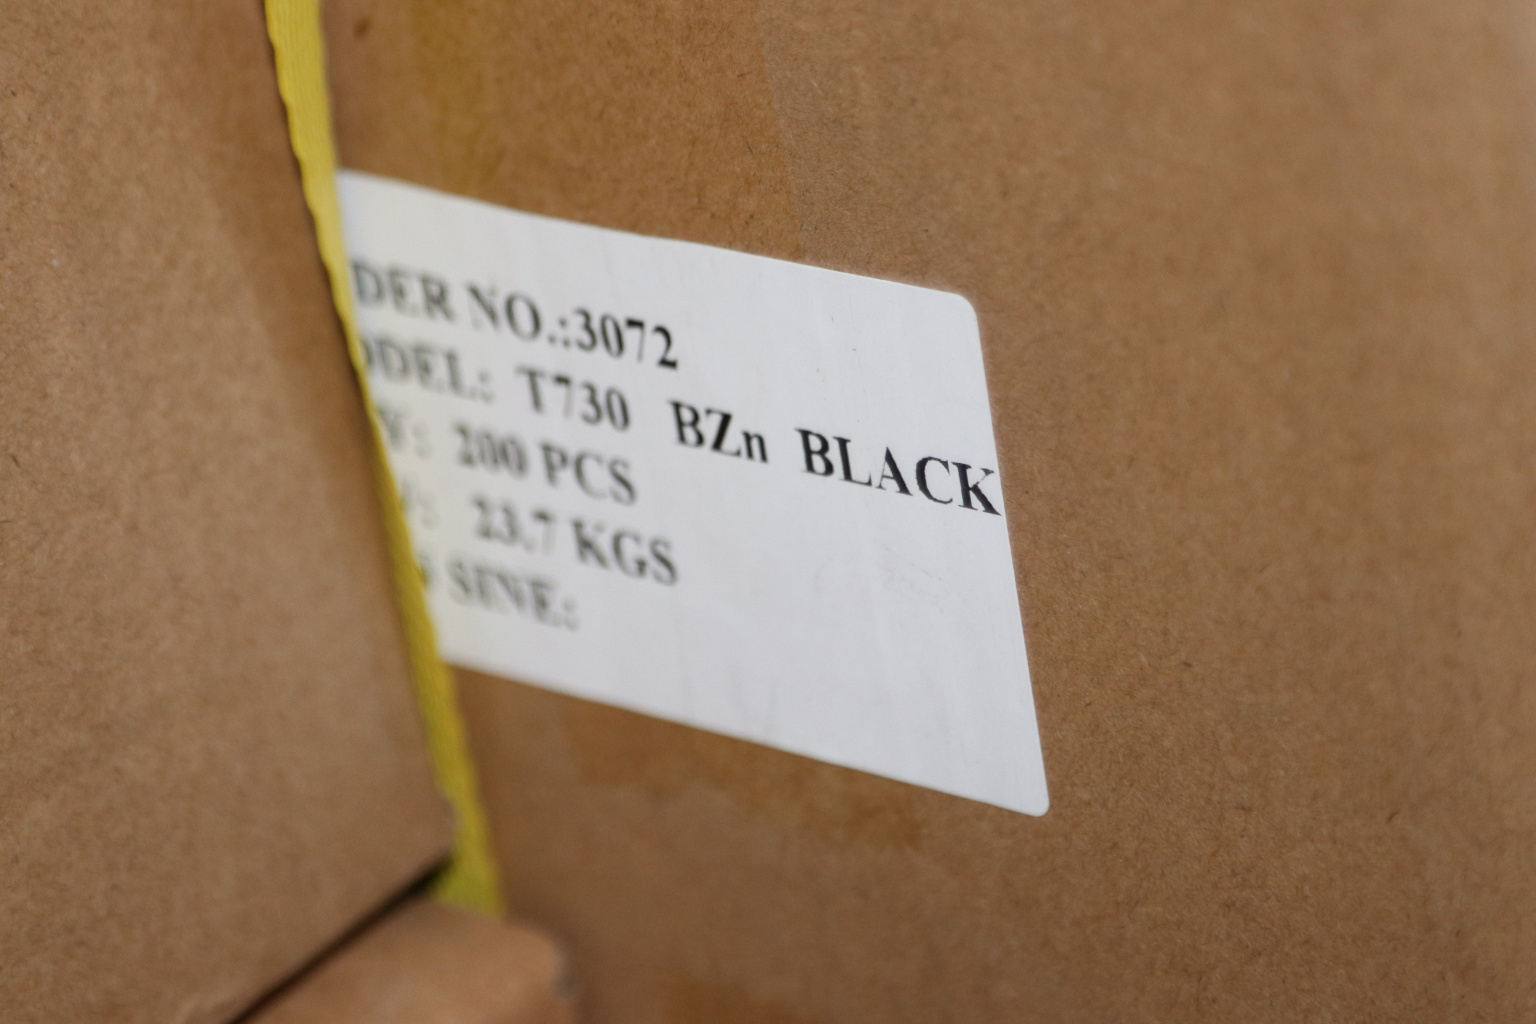 DER NO.:3072
ODEL: T730 BZn BLACK
: 200 PCS
: 23.7 KGS
SINE: